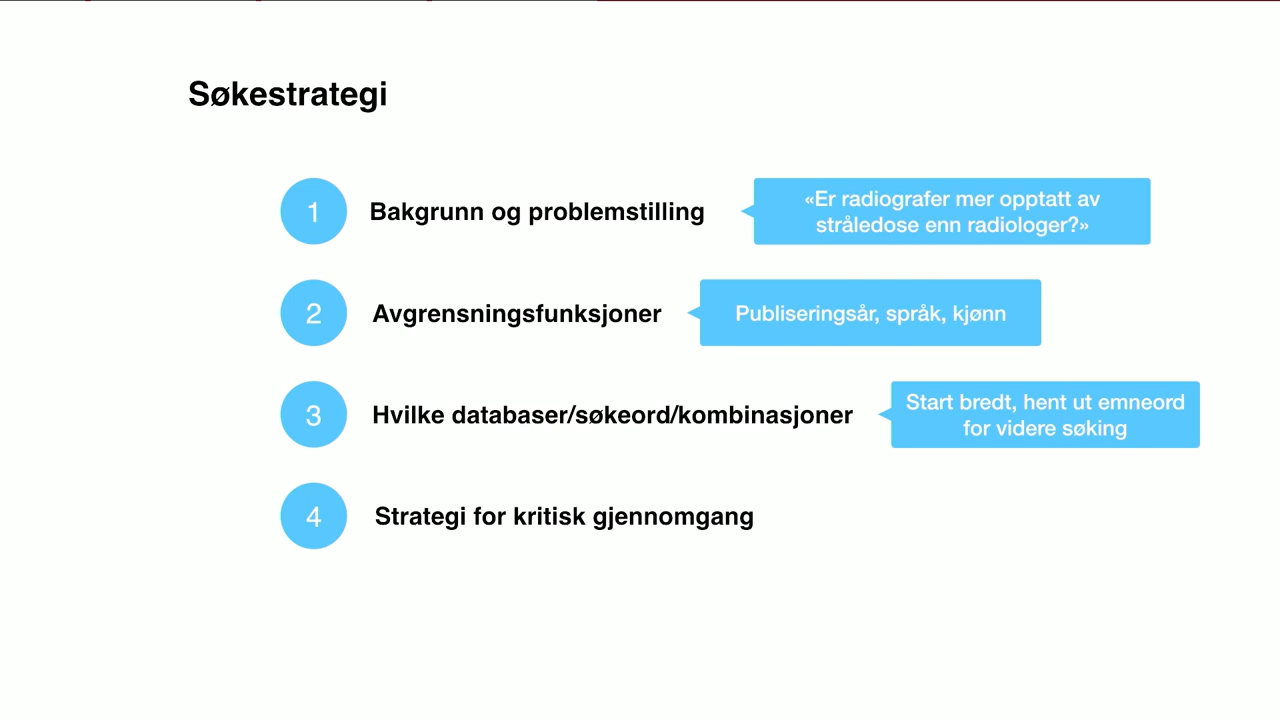 Søkestrategi
1 Bakgrunn og problemstilling
«Er radiografer mer opptatt av
stråledose enn radiologer?»
2 Avgrensningsfunksjoner
Publiseringsår, språk, kjønn
3 Hvilke databaser/søkeord/kombinasjoner
Start bredt, hent ut emneord
for videre søking
4 Strategi for kritisk gjennomgang